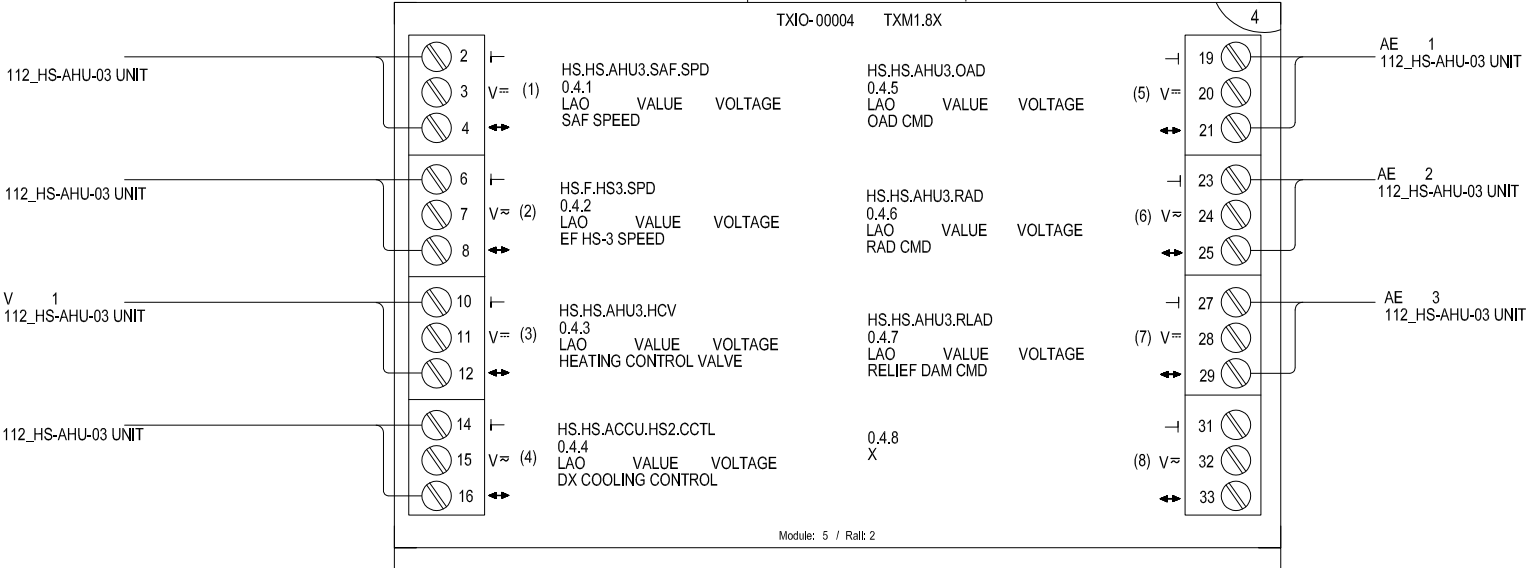 TXIO-00004 TXM1.8X 4
112_HS-AHU-03 UNIT
2
3 V= (1)
4
HS.HS.AHU3.SAF.SPD
0.4.1
LAO VALUE VOLTAGE
SAF SPEED
112_HS-AHU-03 UNIT
6
7 V≈ (2)
8
HS.F.HS3.SPD
0.4.2
LAO VALUE VOLTAGE
EF HS-3 SPEED
V 1
112_HS-AHU-03 UNIT
10
11 V= (3)
12
HS.HS.AHU3.HCV
0.4.3
LAO VALUE VOLTAGE
HEATING CONTROL VALVE
112_HS-AHU-03 UNIT
14
15 V≈ (4)
16
HS.HS.ACCU.HS2.CCTL
0.4.4
LAO VALUE VOLTAGE
DX COOLING CONTROL
HS.HS.AHU3.OAD
0.4.5
LAO VALUE VOLTAGE
OAD CMD
19
(5) V= 20
21
AE 1
112_HS-AHU-03 UNIT
HS.HS.AHU3.RAD
0.4.6
LAO VALUE VOLTAGE
RAD CMD
23
(6) V≈ 24
25
AE 2
112_HS-AHU-03 UNIT
HS.HS.AHU3.RLAD
0.4.7
LAO VALUE VOLTAGE
RELIEF DAM CMD
27
(7) V= 28
29
AE 3
112_HS-AHU-03 UNIT
0.4.8
X
31
(8) V≈ 32
33
Module: 5 / Rail: 2